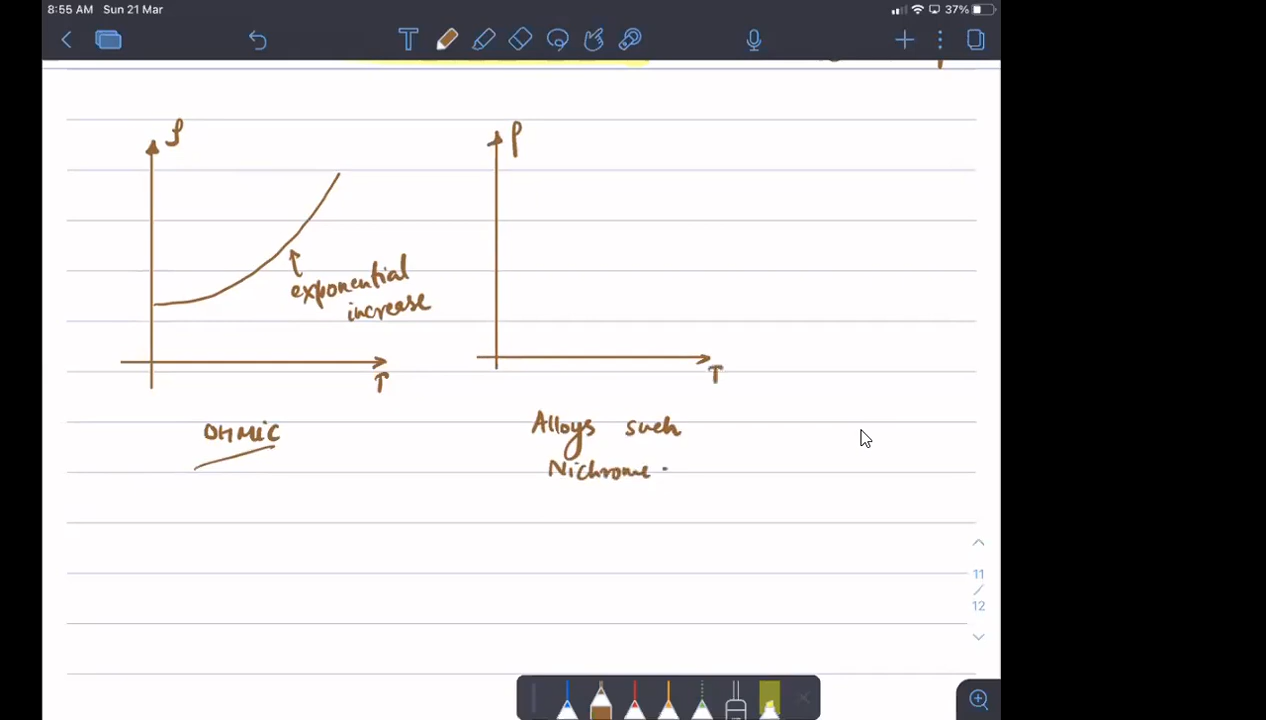 8:55 AM Sun 21 Mar
37%
ρ
ρ
exponential
increase
T
T
OHMIC
Alloys such
Nichrome
11
/
12